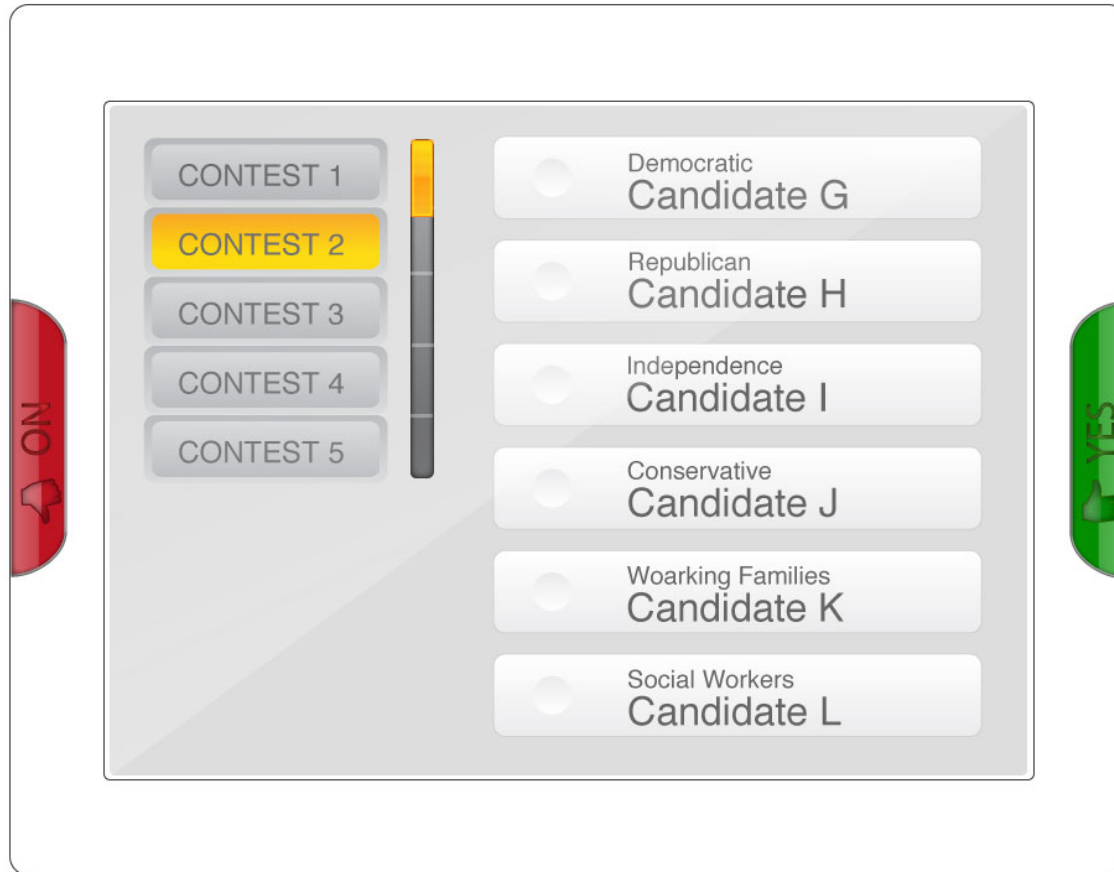 CONTEST 1
CONTEST 2
CONTEST 3
CONTEST 4
CONTEST 5
Democratic
Candidate G
Republican
Candidate H
Independence
Candidate I
Conservative
Candidate J
Woarking Families
Candidate K
Social Workers
Candidate L
NO
YES